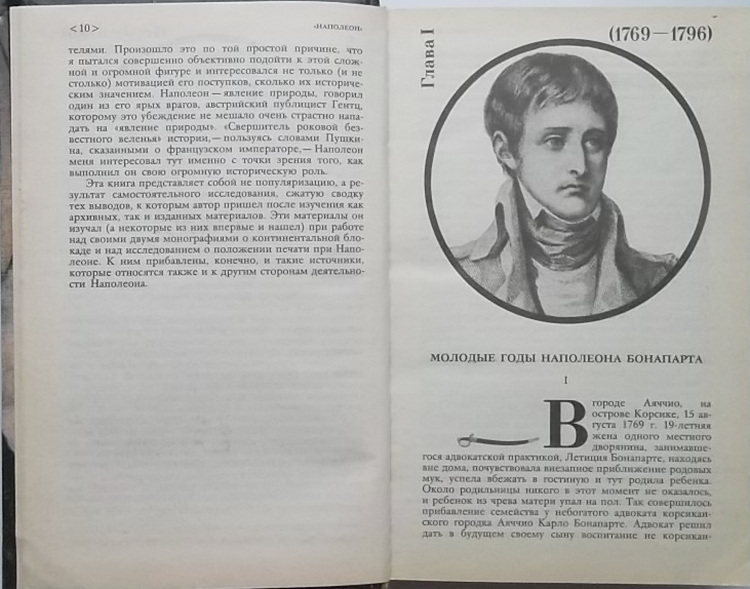 <10>
«НАПОЛЕОН»
телями. Произошло это по той простой причине, что
я пытался совершенно объективно подойти к этой слож-
ной и огромной фигуре и интересовался не только (и не
столько) мотивацией его поступков, сколько их историче-
ским значением. Наполеон — явление природы, говорил
один из его ярых врагов, австрийский публицист Гентц,
которому это убеждение не мешало очень страстно напа-
дать на «явление природы». «Свершитель роковой без-
вестного веленья» истории,— пользуясь словами Пушки-
на, сказанными о французском императоре,— Наполеон
меня интересовал тут именно с точки зрения того, как
выполнил он свою огромную историческую роль.
Эта книга представляет собой не популяризацию, а ре-
зультат самостоятельного исследования, сжатую сводку
тех выводов, к которым автор пришел после изучения как
архивных, так и изданных материалов. Эти материалы он
изучал (а некоторые из них впервые и нашел) при работе
над своими двумя монографиями о континентальной бло-
каде и над исследованием о положении печати при Напо-
леоне. К ним прибавлены, конечно, и такие источники,
которые относятся также и к другим сторонам деятельно-
сти Наполеона.
Глава I
(1769—1796)
МОЛОДЫЕ ГОДЫ НАПОЛЕОНА БОНАПАРТА
I
В городе Аяччио, на
острове Корсике, 15 ав-
густа 1769 г. 19-летняя
жена одного местного
дворянина, занимавше-
гося адвокатской практикой, Летиция Бонапарте, находясь
вне дома, почувствовала внезапное приближение родовых
мук, успела вбежать в гостиную и тут родила ребенка.
Около родильницы никого в этот момент не оказалось,
и ребенок из чрева матери упал на пол. Так совершилось
прибавление семейства у небогатого адвоката корсикан-
ского городка Аяччио Карло Бонапарте. Адвокат решил
дать в будущем своему сыну воспитание не корсикан-